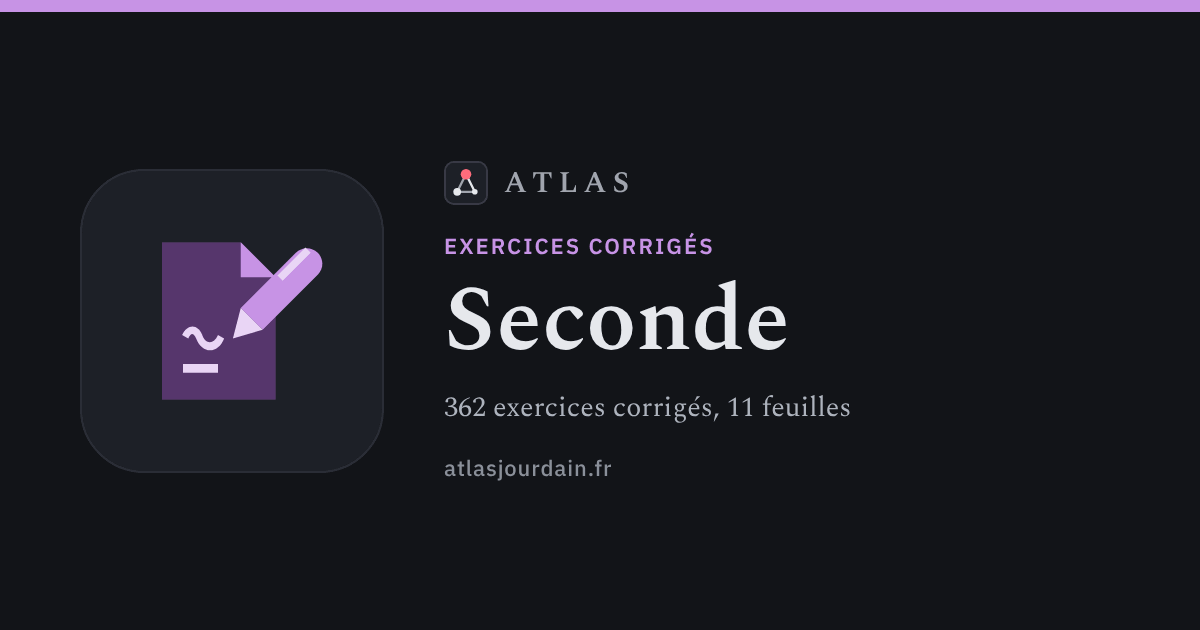 ATLAS
EXERCICES CORRIGÉS
Seconde
362 exercices corrigés, 11 feuilles
atlasjourdain.fr